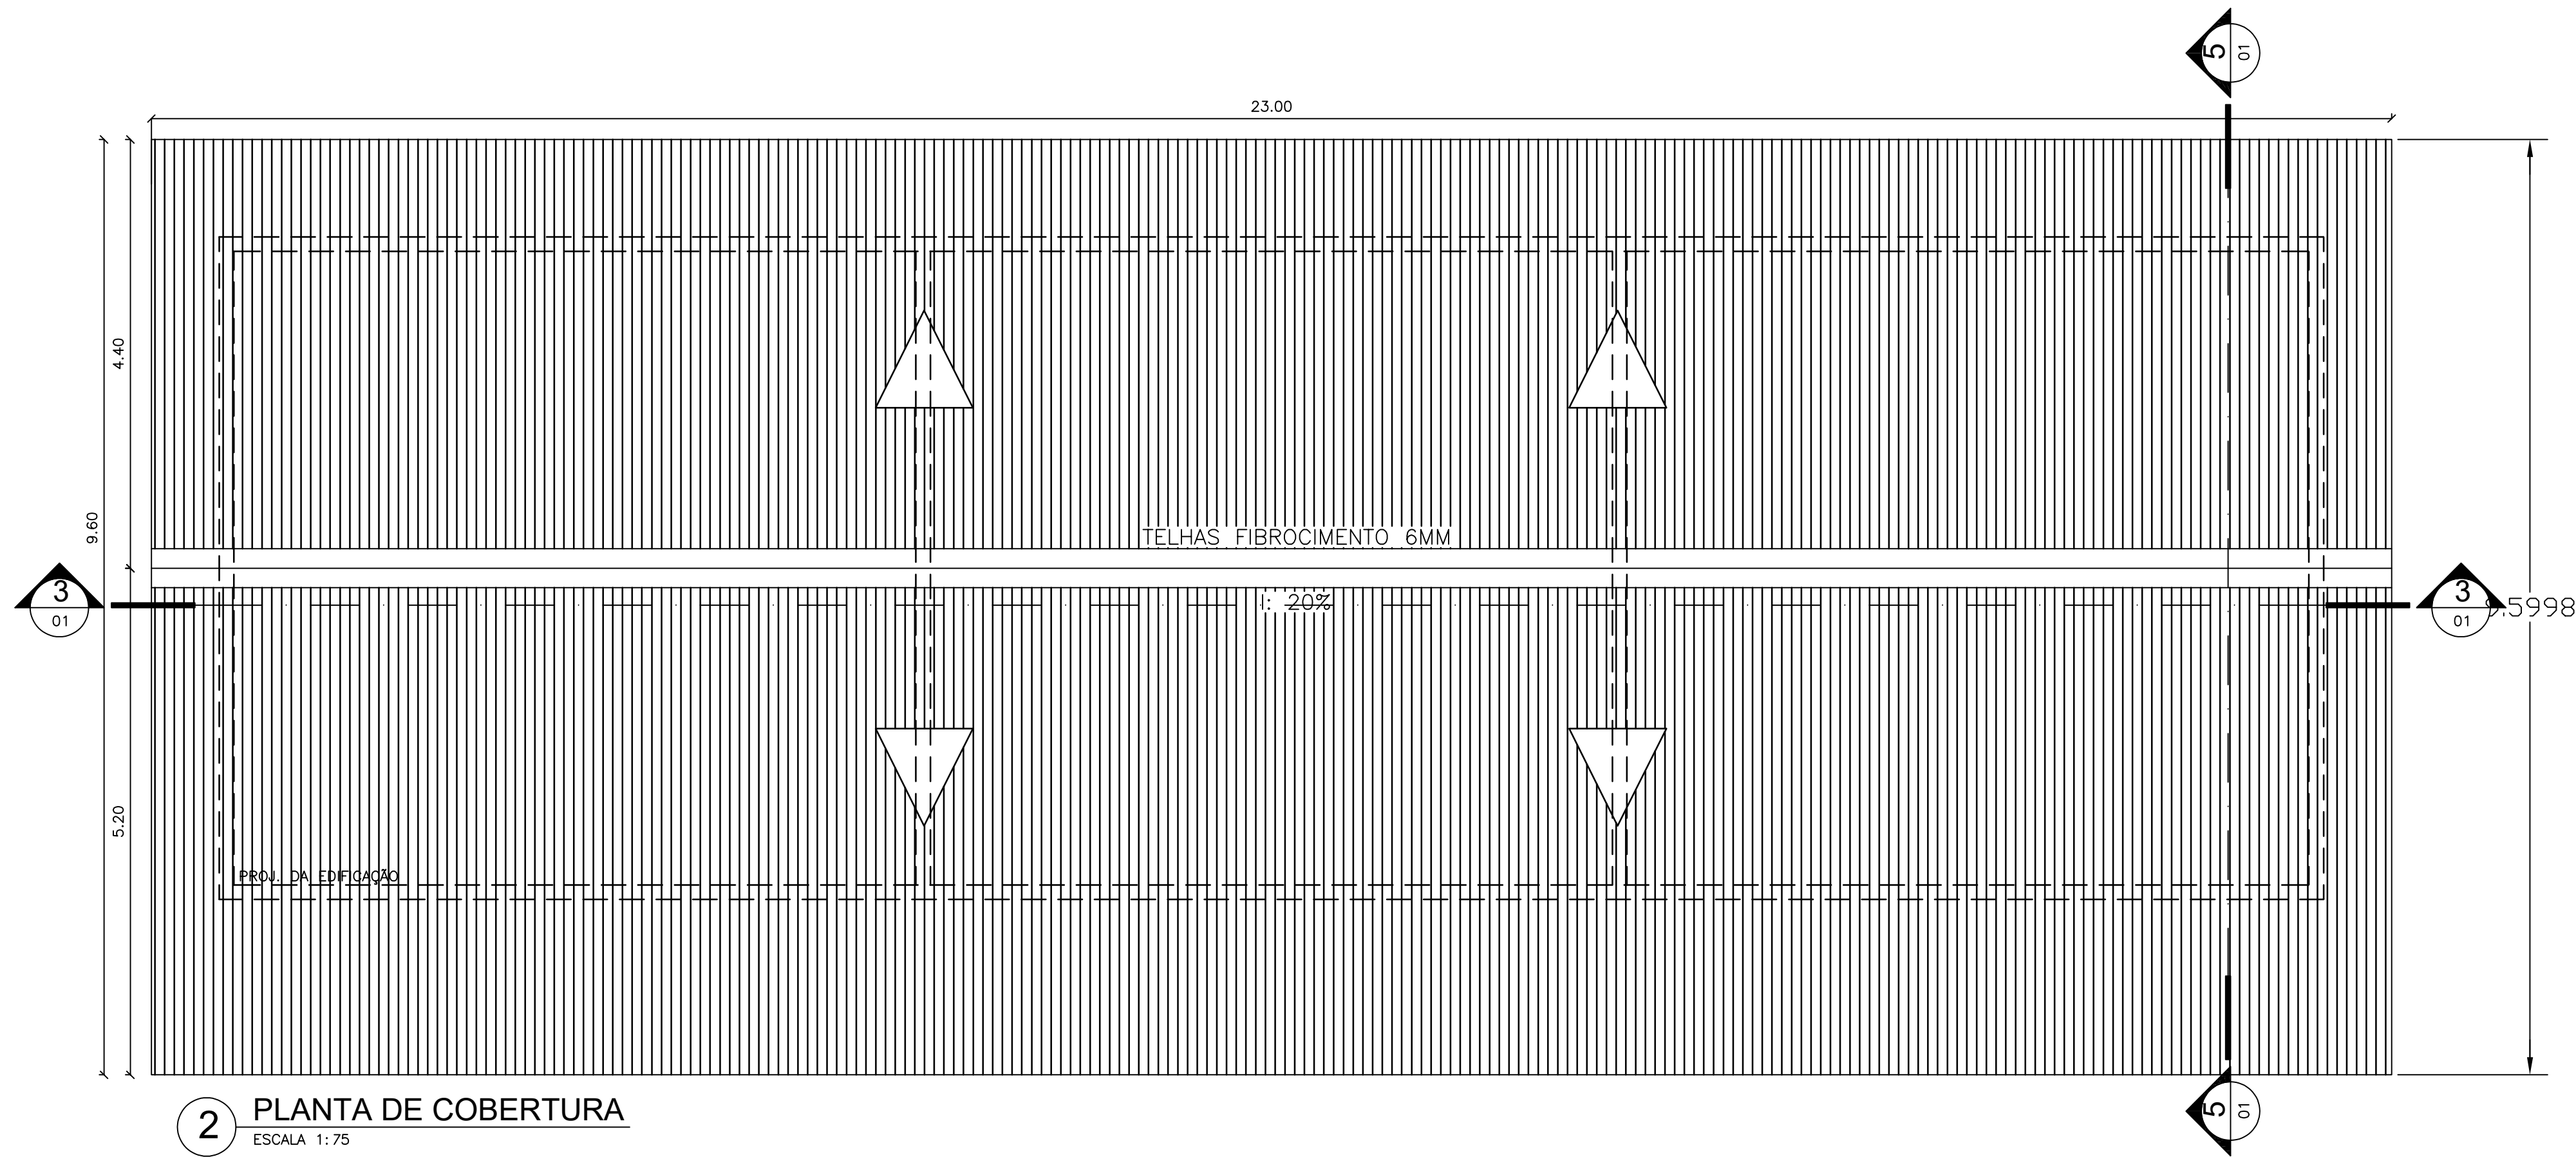 5
01
23.00
4.40
9.60
TELHAS FIBROCIMENTO 6MM
3
01
I: 20%
3
01
9.5998
5.20
PROJ. DA EDIFICAÇÃO
5
01
2
PLANTA DE COBERTURA
ESCALA 1:75